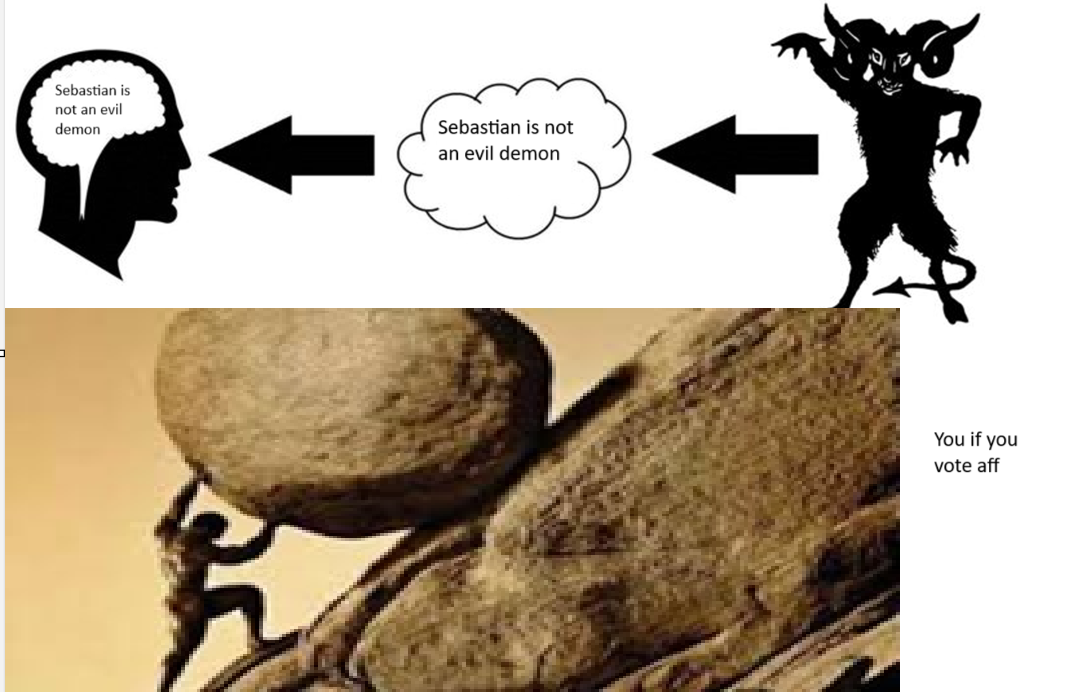 Sebastian is
not an evil
demon
Sebastian is not
an evil demon
You if you
vote aff